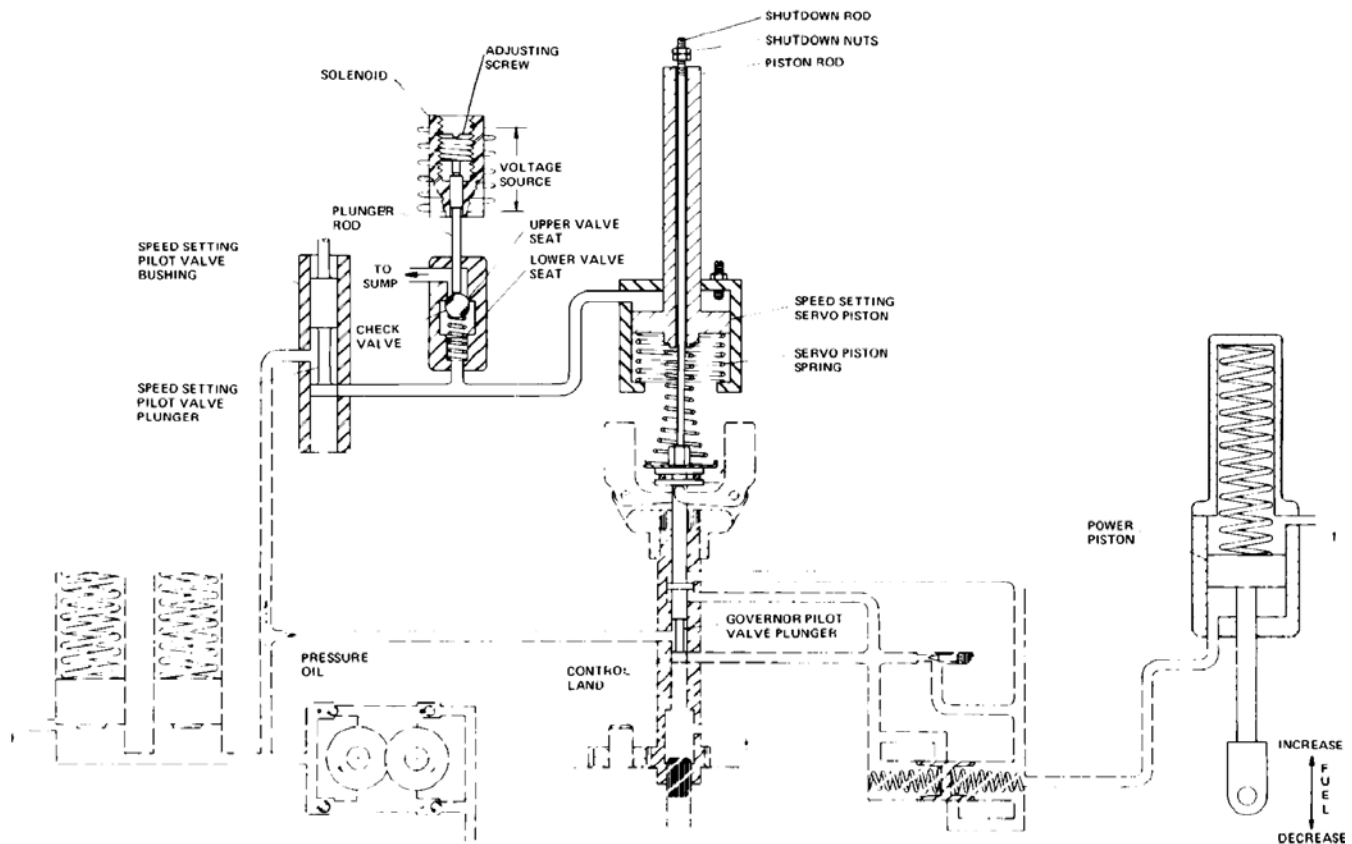 SHUTDOWN ROD
SHUTDOWN NUTS
PISTON ROD
ADJUSTING
SCREW
SOLENOID
VOLTAGE
SOURCE
PLUNGER
ROD
UPPER VALVE
SEAT
LOWER VALVE
SEAT
SPEED SETTING
PILOT VALVE
BUSHING
TO
SUMP
CHECK
VALVE
SPEED SETTING
SERVO PISTON
SERVO PISTON
SPRING
SPEED SETTING
PILOT VALVE
PLUNGER
POWER
PISTON
GOVERNOR PILOT
VALVE PLUNGER
PRESSURE
OIL
CONTROL
LAND
INCREASE
FUEL
DECREASE